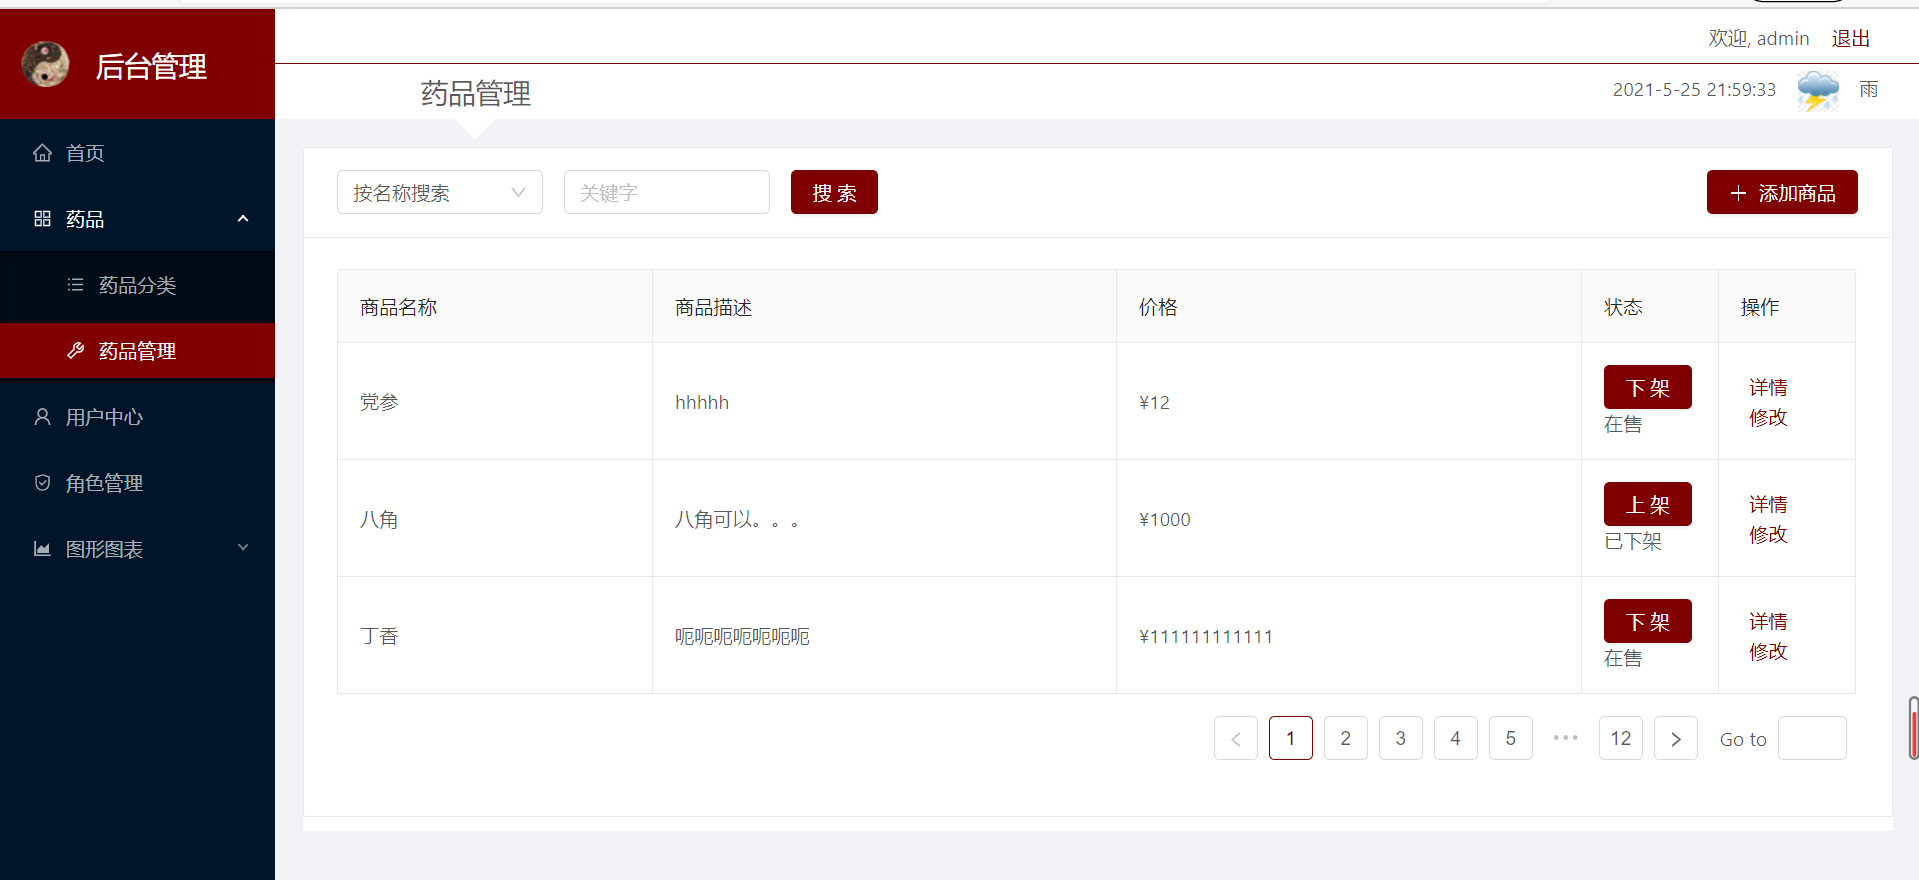 后台管理
欢迎, admin 退出
药品管理
2021-5-25 21:59:33 雨
首页
药品
药品分类
药品管理
用户中心
角色管理
图形图表
按名称搜索 关键字 搜 索 添加商品
商品名称 商品描述 价格 状态 操作
党参 hhhhh ¥12 下 架 在售 详情 修改
八角 八角可以。。。 ¥1000 上 架 已下架 详情 修改
丁香 呃呃呃呃呃呃呃 ¥111111111111 下 架 在售 详情 修改
1 2 3 4 5 ••• 12 Go to